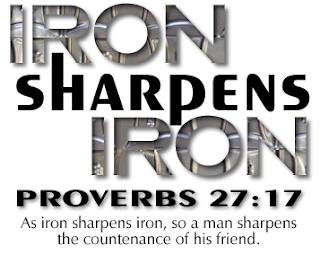 IRON
sHARpENS
IRON
PROVERBS 27:17
As iron sharpens iron, so a man sharpens
the countenance of his friend.